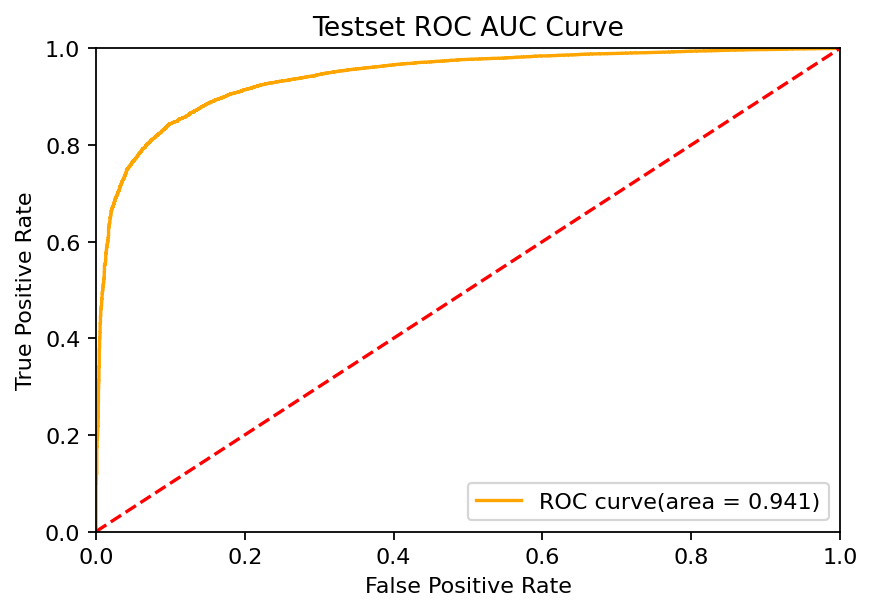 Testset ROC AUC Curve
True Positive Rate
1.0
0.8
0.6
0.4
0.2
0.0
ROC curve(area = 0.941)
0.0 0.2 0.4 0.6 0.8 1.0
False Positive Rate